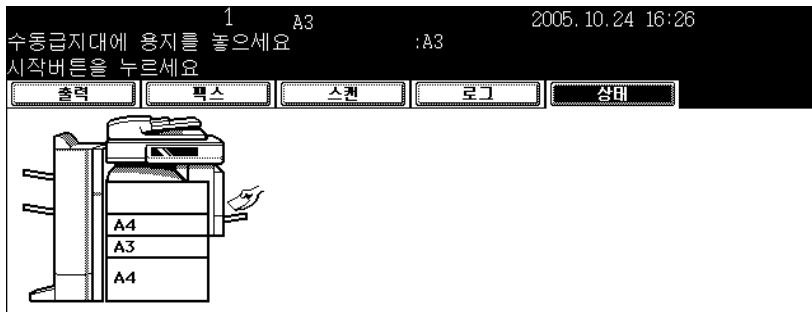 1 A3 2005.10.24 16:26
수동급지대에 용지를 놓으세요 :A3
시작버튼을 누르세요
출력 팩스 스캔 로그 상태
A4
A3
A4